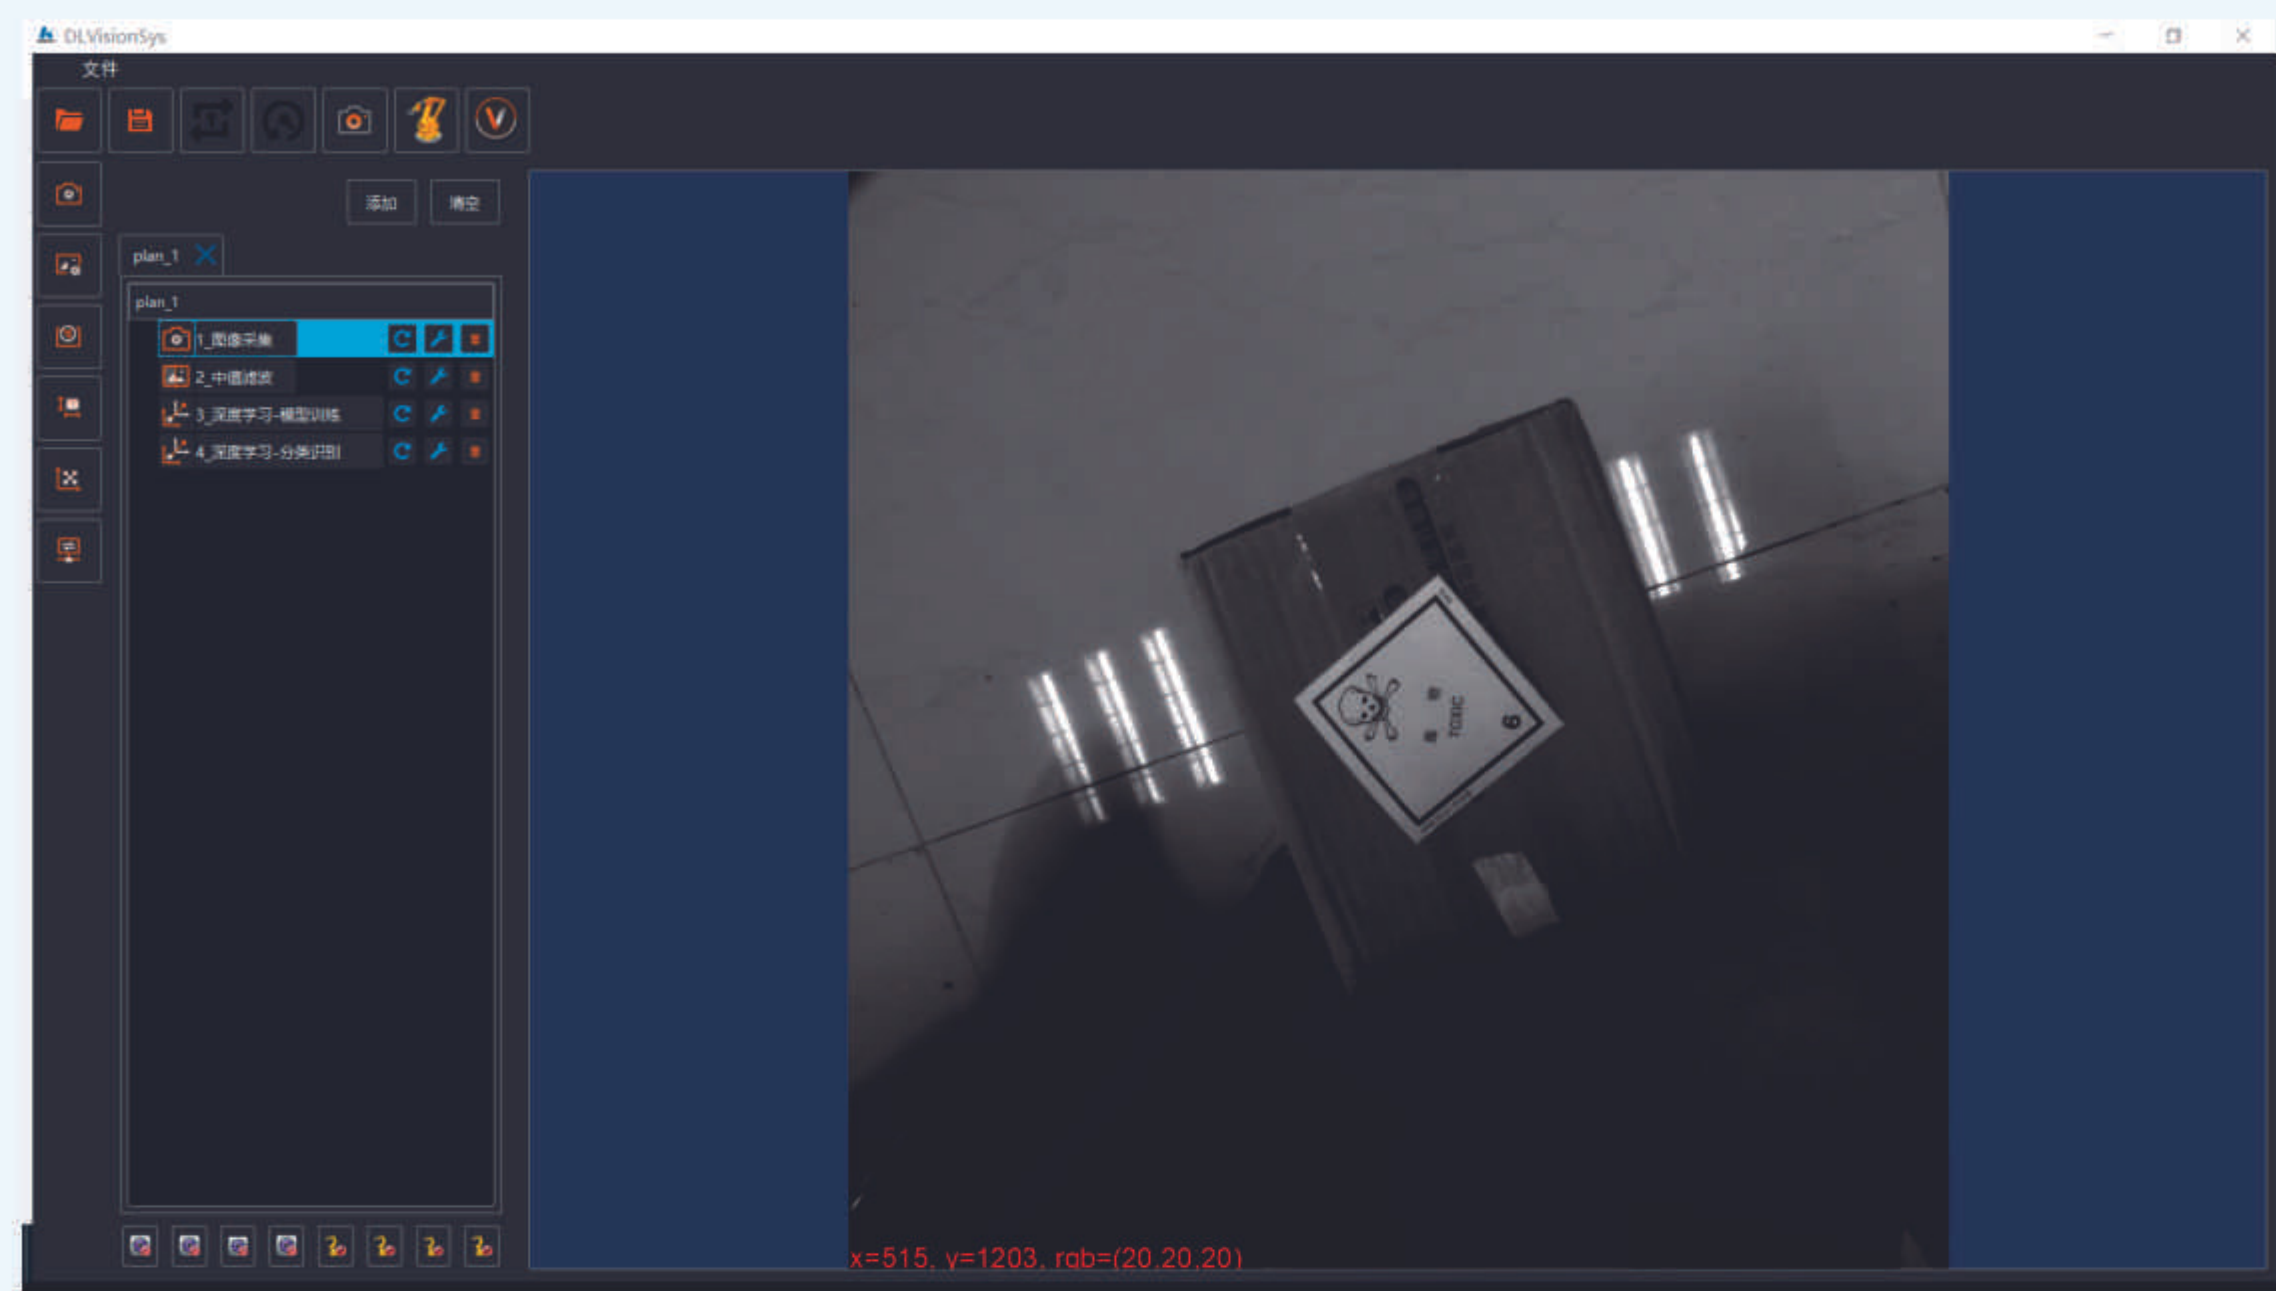 DLVisionSys
文件
添加 清空
plan_1
plan_1
1_图像采集
2_中值滤波
3_深度学习-模型训练
4_深度学习-分类识别
TOXIC
6
x=515, y=1203, rgb=(20,20,20)